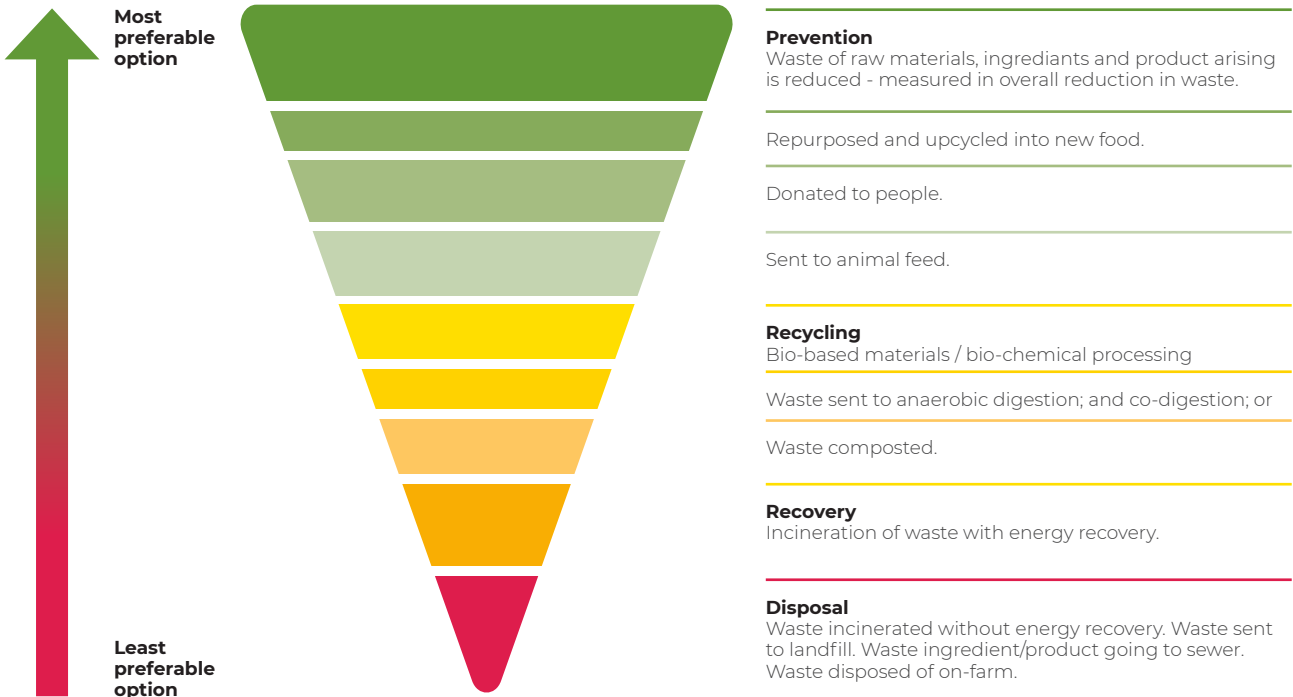 Most
preferable
option
Prevention
Waste of raw materials, ingrediants and product arising
is reduced - measured in overall reduction in waste.
Repurposed and upcycled into new food.
Donated to people.
Sent to animal feed.
Recycling
Bio-based materials / bio-chemical processing
Waste sent to anaerobic digestion; and co-digestion; or
Waste composted.
Recovery
Incineration of waste with energy recovery.
Disposal
Waste incinerated without energy recovery. Waste sent
to landfill. Waste ingredient/product going to sewer.
Waste disposed of on-farm.
Least
preferable
option